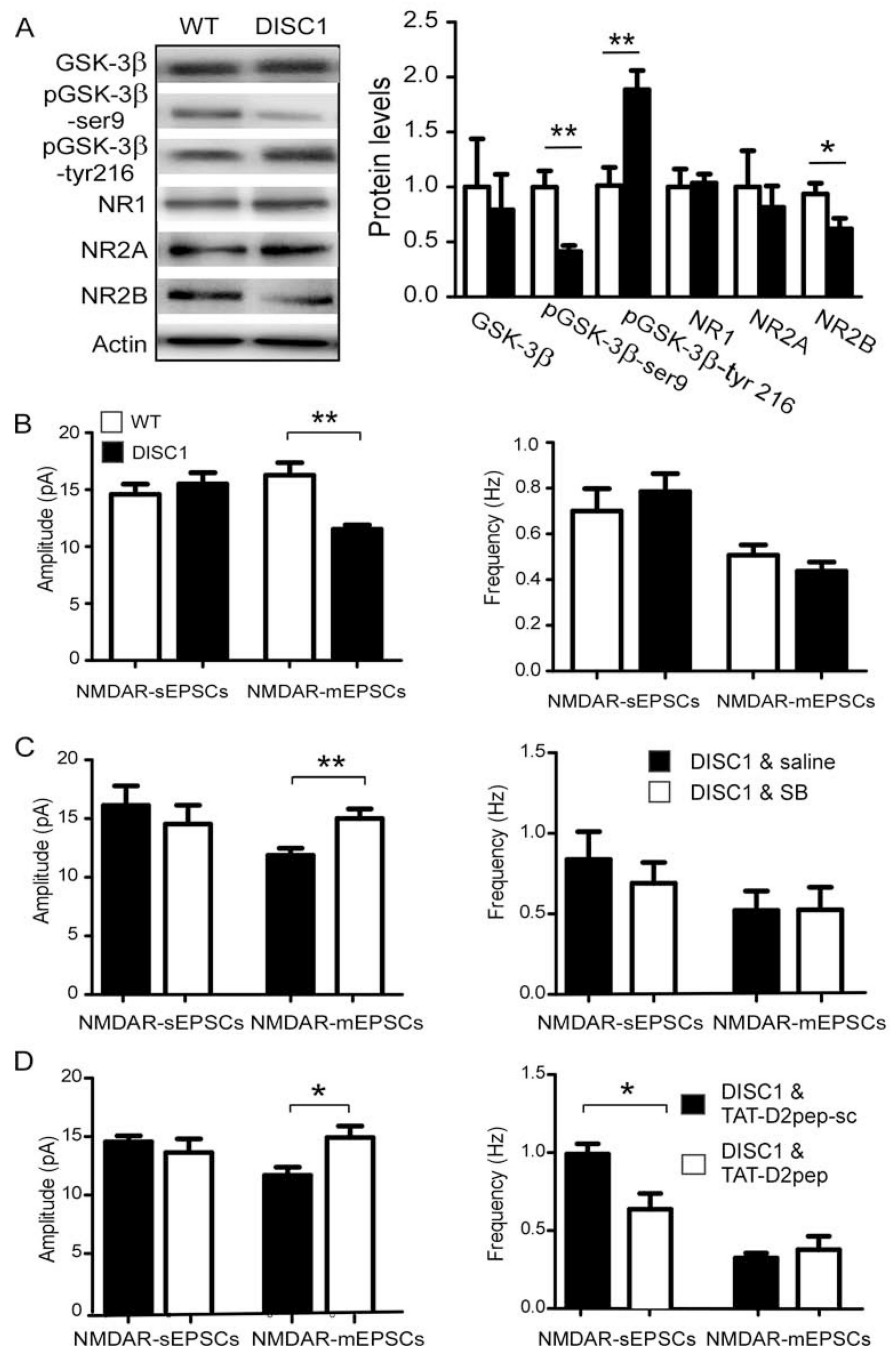 A
WT DISC1
GSK-3β
pGSK-3β
-ser9
pGSK-3β
-tyr216
NR1
NR2A
NR2B
Actin
Protein levels
2.5
2.0
1.5
1.0
0.5
0.0
**
**
*
GSK-3β
pGSK-3β-ser9
pGSK-3β-tyr 216
NR1
NR2A
NR2B
B
WT
DISC1
Amplitude (pA)
20
15
10
5
0
**
NMDAR-sEPSCs NMDAR-mEPSCs
Frequency (Hz)
1.0
0.8
0.6
0.4
0.2
0.0
NMDAR-sEPSCs NMDAR-mEPSCs
C
Amplitude (pA)
20
15
10
5
0
**
NMDAR-sEPSCs NMDAR-mEPSCs
Frequency (Hz)
1.5
1.0
0.5
0.0
DISC1 & saline
DISC1 & SB
NMDAR-sEPSCs NMDAR-mEPSCs
D
Amplitude (pA)
20
15
10
5
0
*
NMDAR-sEPSCs NMDAR-mEPSCs
Frequency (Hz)
1.5
1.0
0.5
0.0
*
DISC1 &
TAT-D2pep-sc
DISC1 &
TAT-D2pep
NMDAR-sEPSCs NMDAR-mEPSCs